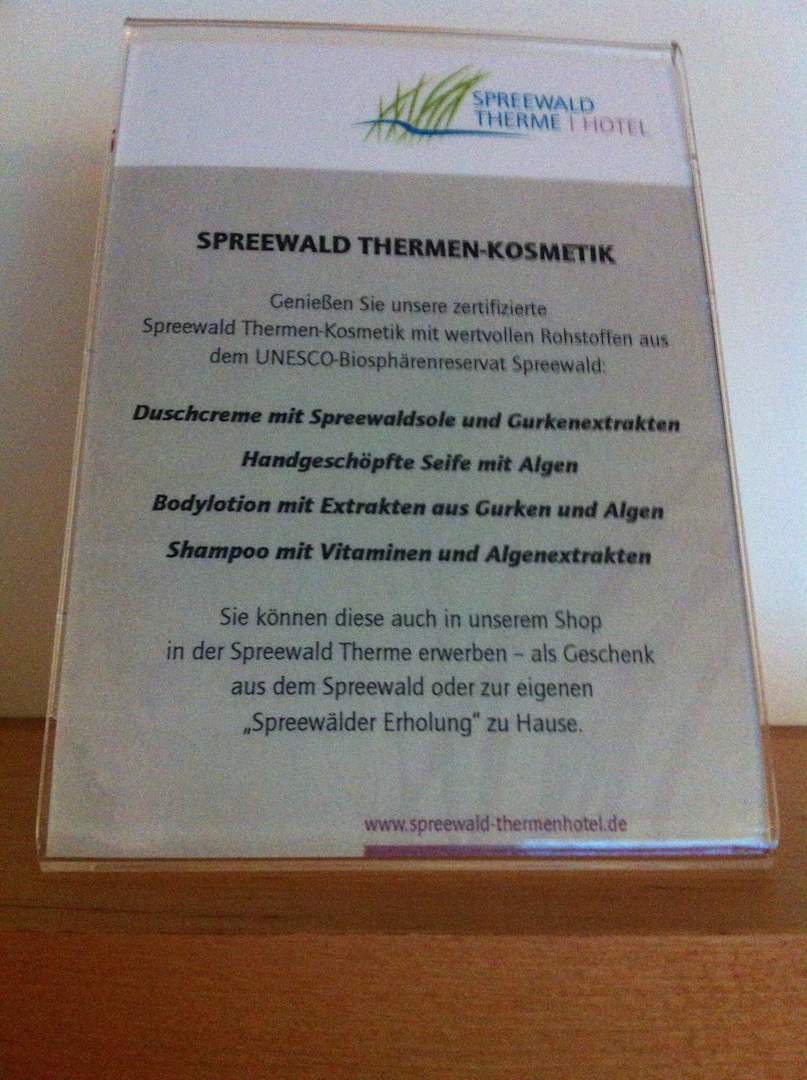 SPREEWALD
THERME | HOTEL
SPREEWALD THERMEN-KOSMETIK
Genießen Sie unsere zertifizierte
Spreewald Thermen-Kosmetik mit wertvollen Rohstoffen aus
dem UNESCO-Biosphärenreservat Spreewald:
Duschcreme mit Spreewaldsole und Gurkenextrakten
Handgeschöpfte Seife mit Algen
Bodylotion mit Extrakten aus Gurken und Algen
Shampoo mit Vitaminen und Algenextrakten
Sie können diese auch in unserem Shop
in der Spreewald Therme erwerben – als Geschenk
aus dem Spreewald oder zur eigenen
„Spreewälder Erholung“ zu Hause.
www.spreewald-thermenhotel.de